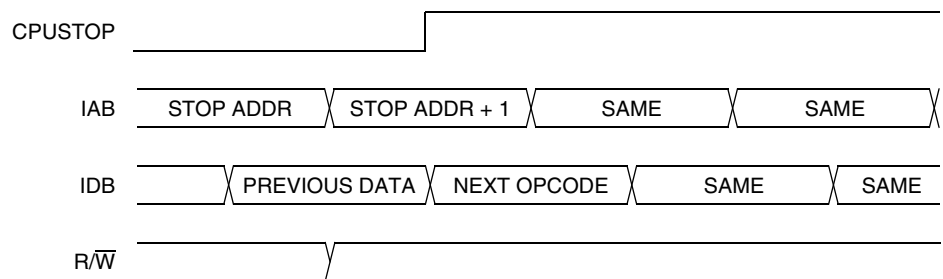 CPUSTOP
IAB STOP ADDR STOP ADDR + 1 SAME SAME
IDB PREVIOUS DATA NEXT OPCODE SAME SAME
R/W̅